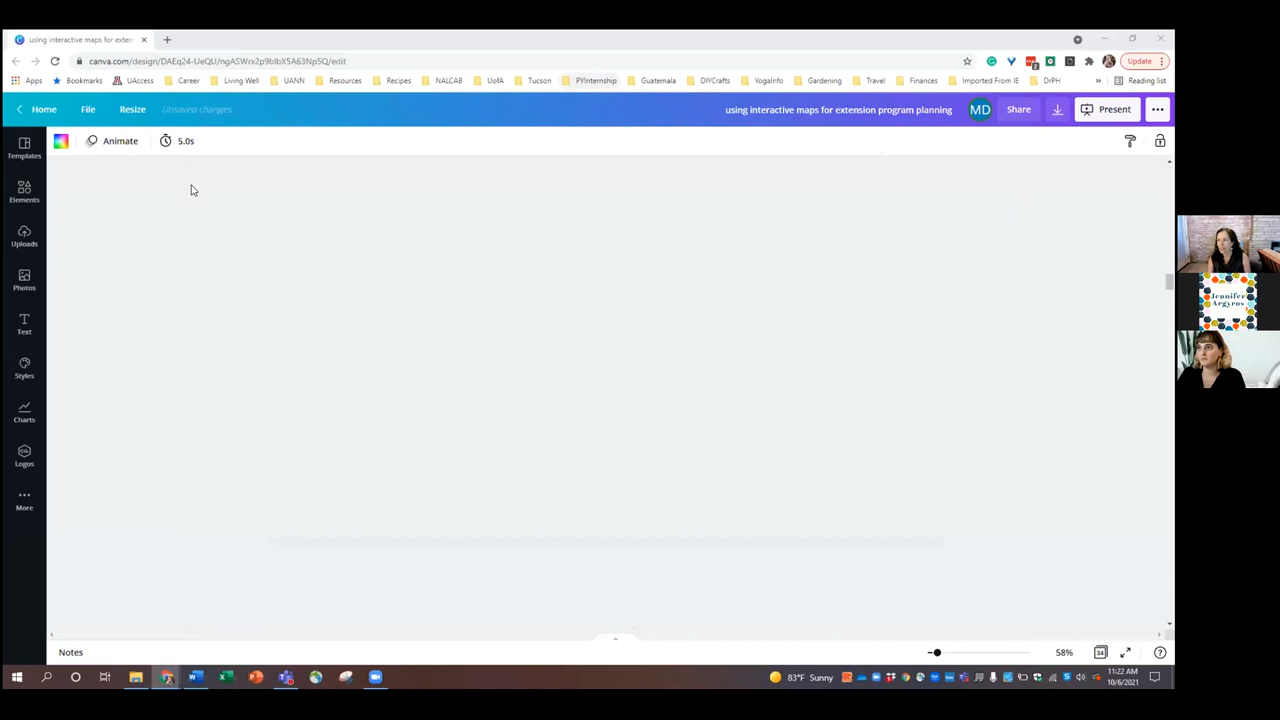 using interactive maps for exten
canva.com/design/DAEq24-UeQU/ngASWrx2p9bIbX5A63Np5Q/edit
Update
Apps
Bookmarks
UAccess
Career
Living Well
UANN
Resources
Recipes
NALCAB
UofA
Tucson
PYInternship
Guatemala
DIYCrafts
YogaInfo
Gardening
Travel
Finances
Imported From IE
DrPH
»
Reading list
Home
File
Resize
Unsaved changes
using interactive maps for extension program planning
MD
Share
Present
Animate
5.0s
Templates
Elements
Uploads
Photos
Text
Styles
Charts
CO.
Logos
More
Jennifer
Argyros
Notes
58%
34
83°F Sunny
11:22 AM
10/6/2021